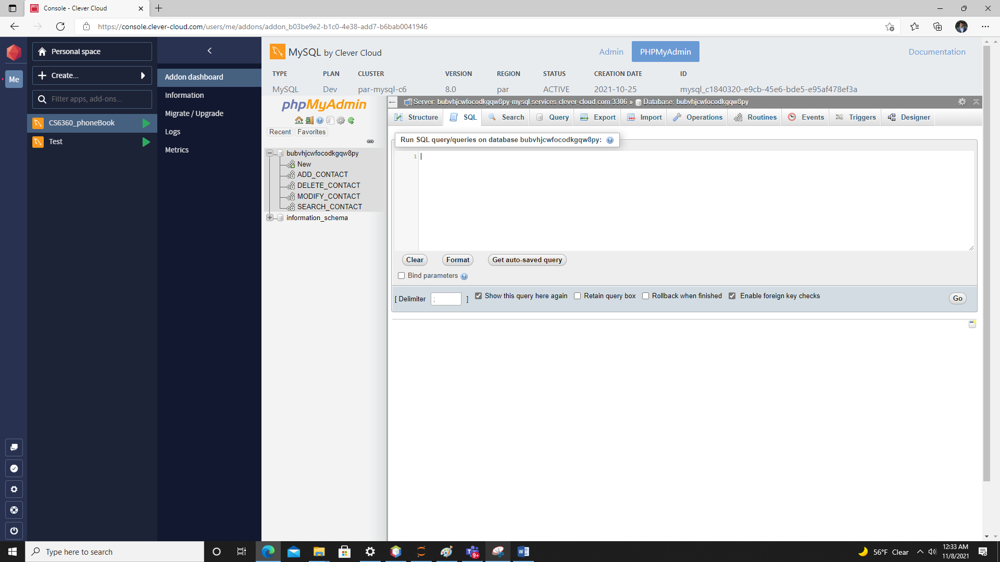 Console - Clever Cloud
https://console.clever-cloud.com/users/me/addons/addon_b03be9e2-b1c0-4e38-add7-b6bab0041946
Me
Personal space
Create...
Filter apps, add-ons...
CS6360_phoneBook
Test
Addon dashboard
Information
Migrate / Upgrade
Logs
Metrics
MySQL by Clever Cloud
Admin
PHPMyAdmin
Documentation
TYPE PLAN CLUSTER VERSION REGION STATUS CREATION DATE ID
MySQL Dev par-mysql-c6 8.0 par ACTIVE 2021-10-25 mysql_c1840320-e9cb-45e6-bde5-e95af478ef3a
phpMyAdmin
Recent Favorites
bubvhjcwfocodkgqw8py
New
ADD_CONTACT
DELETE_CONTACT
MODIFY_CONTACT
SEARCH_CONTACT
information_schema
Server: bubvhjcwfocodkgqw8py-mysql.services.clever-cloud.com:3306 » Database: bubvhjcwfocodkgqw8py
Structure SQL Search Query Export Import Operations Routines Events Triggers Designer
Run SQL query/queries on database bubvhjcwfocodkgqw8py:
1
Clear Format Get auto-saved query
Bind parameters
[ Delimiter ; ] Show this query here again Retain query box Rollback when finished Enable foreign key checks Go
Type here to search
9+
56°F Clear
12:33 AM
11/8/2021